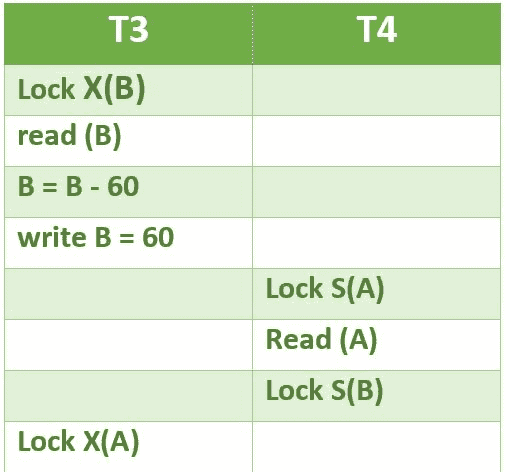 T3 T4
Lock X(B)
read (B)
B = B - 60
write B = 60
Lock S(A)
Read (A)
Lock S(B)
Lock X(A)